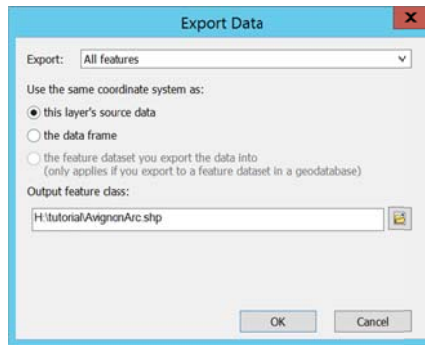 Export Data
x
Export: All features
Use the same coordinate system as:
this layer's source data
the data frame
the feature dataset you export the data into
(only applies if you export to a feature dataset in a geodatabase)
Output feature class:
H:\tutorial\AvignonArc.shp
OK Cancel